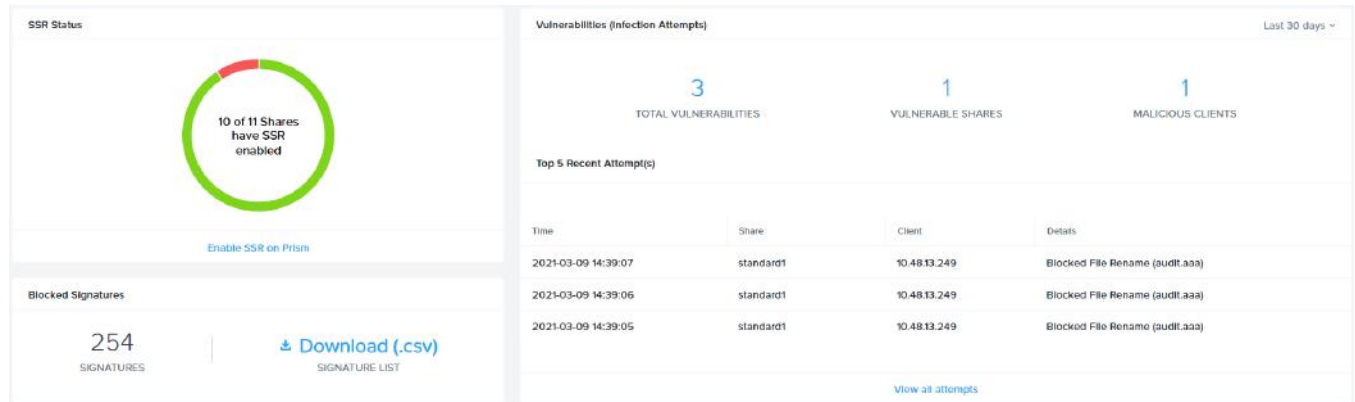 SSR Status
10 of 11 Shares
have SSR
enabled
Enable SSR on Prism
Blocked Signatures
254
SIGNATURES
Download (.csv)
SIGNATURE LIST
Vulnerabilities (Infection Attempts)
Last 30 days
3
TOTAL VULNERABILITIES
1
VULNERABLE SHARES
1
MALICIOUS CLIENTS
Top 5 Recent Attempt(s)
Time Share Client Details
2021-03-09 14:39:07 standard1 10.48.13.249 Blocked File Rename (audit.aaa)
2021-03-09 14:39:06 standard1 10.48.13.249 Blocked File Rename (audit.aaa)
2021-03-09 14:39:05 standard1 10.48.13.249 Blocked File Rename (audit.aaa)
View all attempts